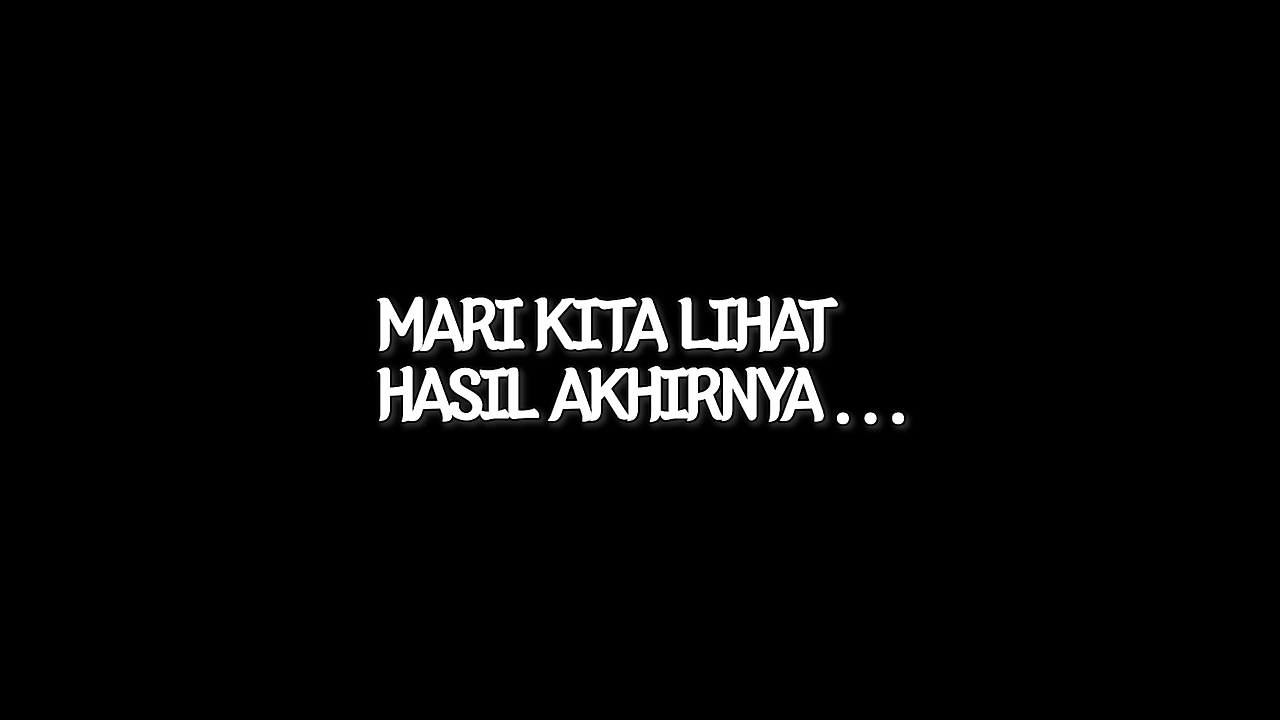 MARI KITA LIHAT
HASIL AKHIRNYA . . .